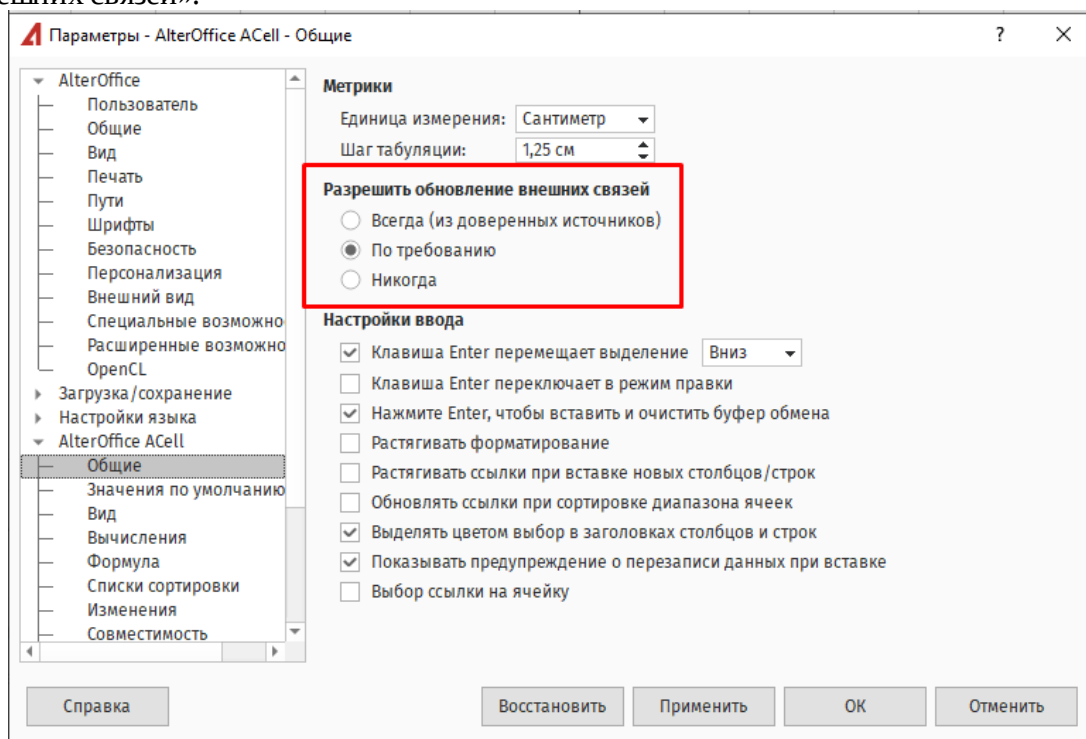 ешних связей».
Параметры - AlterOffice ACell - Общие
?
AlterOffice
Пользователь
Общие
Вид
Печать
Пути
Шрифты
Безопасность
Персонализация
Внешний вид
Специальные возможно
Расширенные возможно
OpenCL
Загрузка/сохранение
Настройки языка
AlterOffice ACell
Общие
Значения по умолчанию
Вид
Вычисления
Формула
Списки сортировки
Изменения
Совместимость
Метрики
Единица измерения: Сантиметр
Шаг табуляции: 1,25 см
Разрешить обновление внешних связей
Всегда (из доверенных источников)
По требованию
Никогда
Настройки ввода
Клавиша Enter перемещает выделение Вниз
Клавиша Enter переключает в режим правки
Нажмите Enter, чтобы вставить и очистить буфер обмена
Растягивать форматирование
Растягивать ссылки при вставке новых столбцов/строк
Обновлять ссылки при сортировке диапазона ячеек
Выделять цветом выбор в заголовках столбцов и строк
Показывать предупреждение о перезаписи данных при вставке
Выбор ссылки на ячейку
Справка Восстановить Применить ОК Отменить